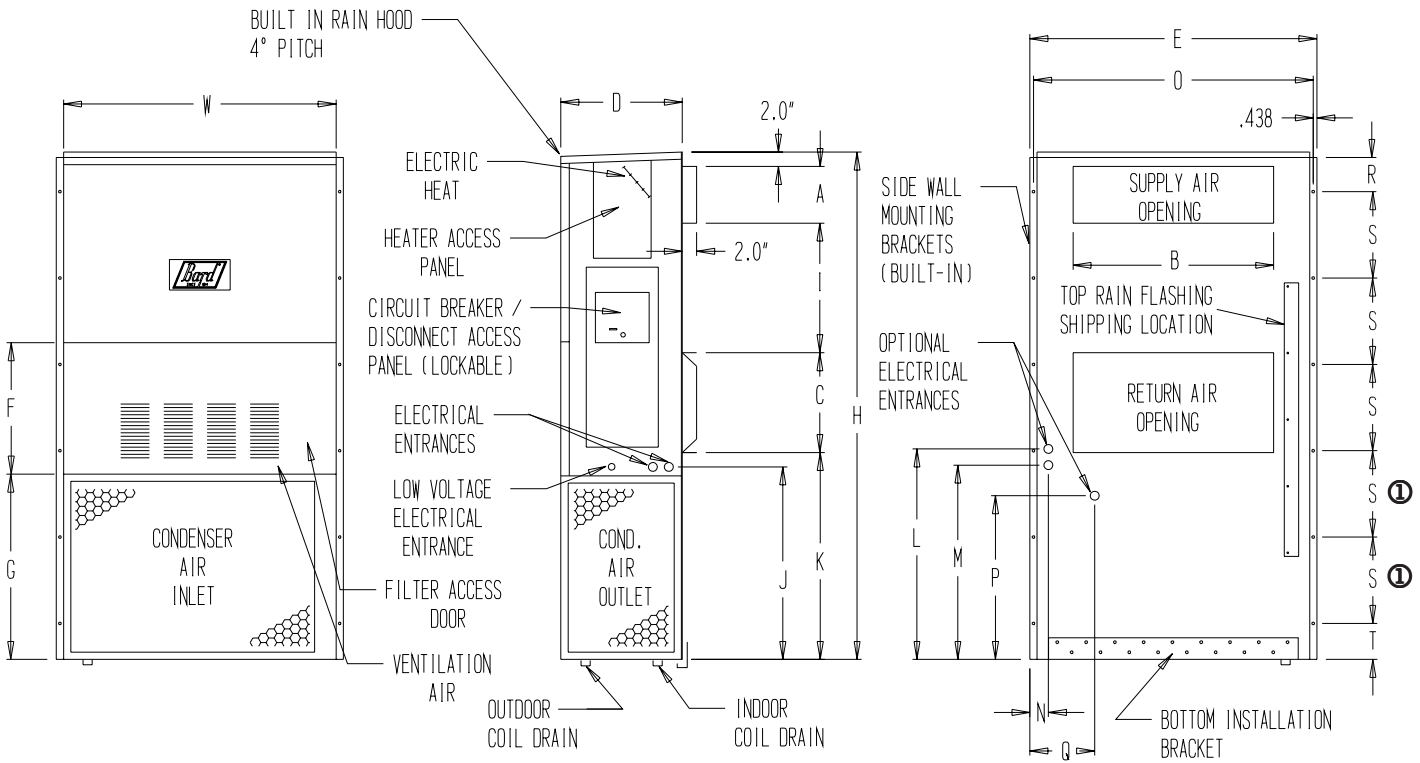 BUILT IN RAIN HOOD
4° PITCH
W
Bard
F
G
CONDENSER
AIR
INLET
D
2.0"
ELECTRIC
HEAT
HEATER ACCESS
PANEL
CIRCUIT BREAKER /
DISCONNECT ACCESS
PANEL (LOCKABLE)
ELECTRICAL
ENTRANCES
LOW VOLTAGE
ELECTRICAL
ENTRANCE
FILTER ACCESS
DOOR
VENTILATION
AIR
COND.
AIR
OUTLET
OUTDOOR
COIL DRAIN
INDOOR
COIL DRAIN
A
2.0"
I
C
H
J
K
E
O
.438
SIDE WALL
MOUNTING
BRACKETS
(BUILT-IN)
SUPPLY AIR
OPENING
B
TOP RAIN FLASHING
SHIPPING LOCATION
OPTIONAL
ELECTRICAL
ENTRANCES
RETURN AIR
OPENING
R
S
S
S
S ①
S ①
T
L
M
P
N
Q
BOTTOM INSTALLATION
BRACKET